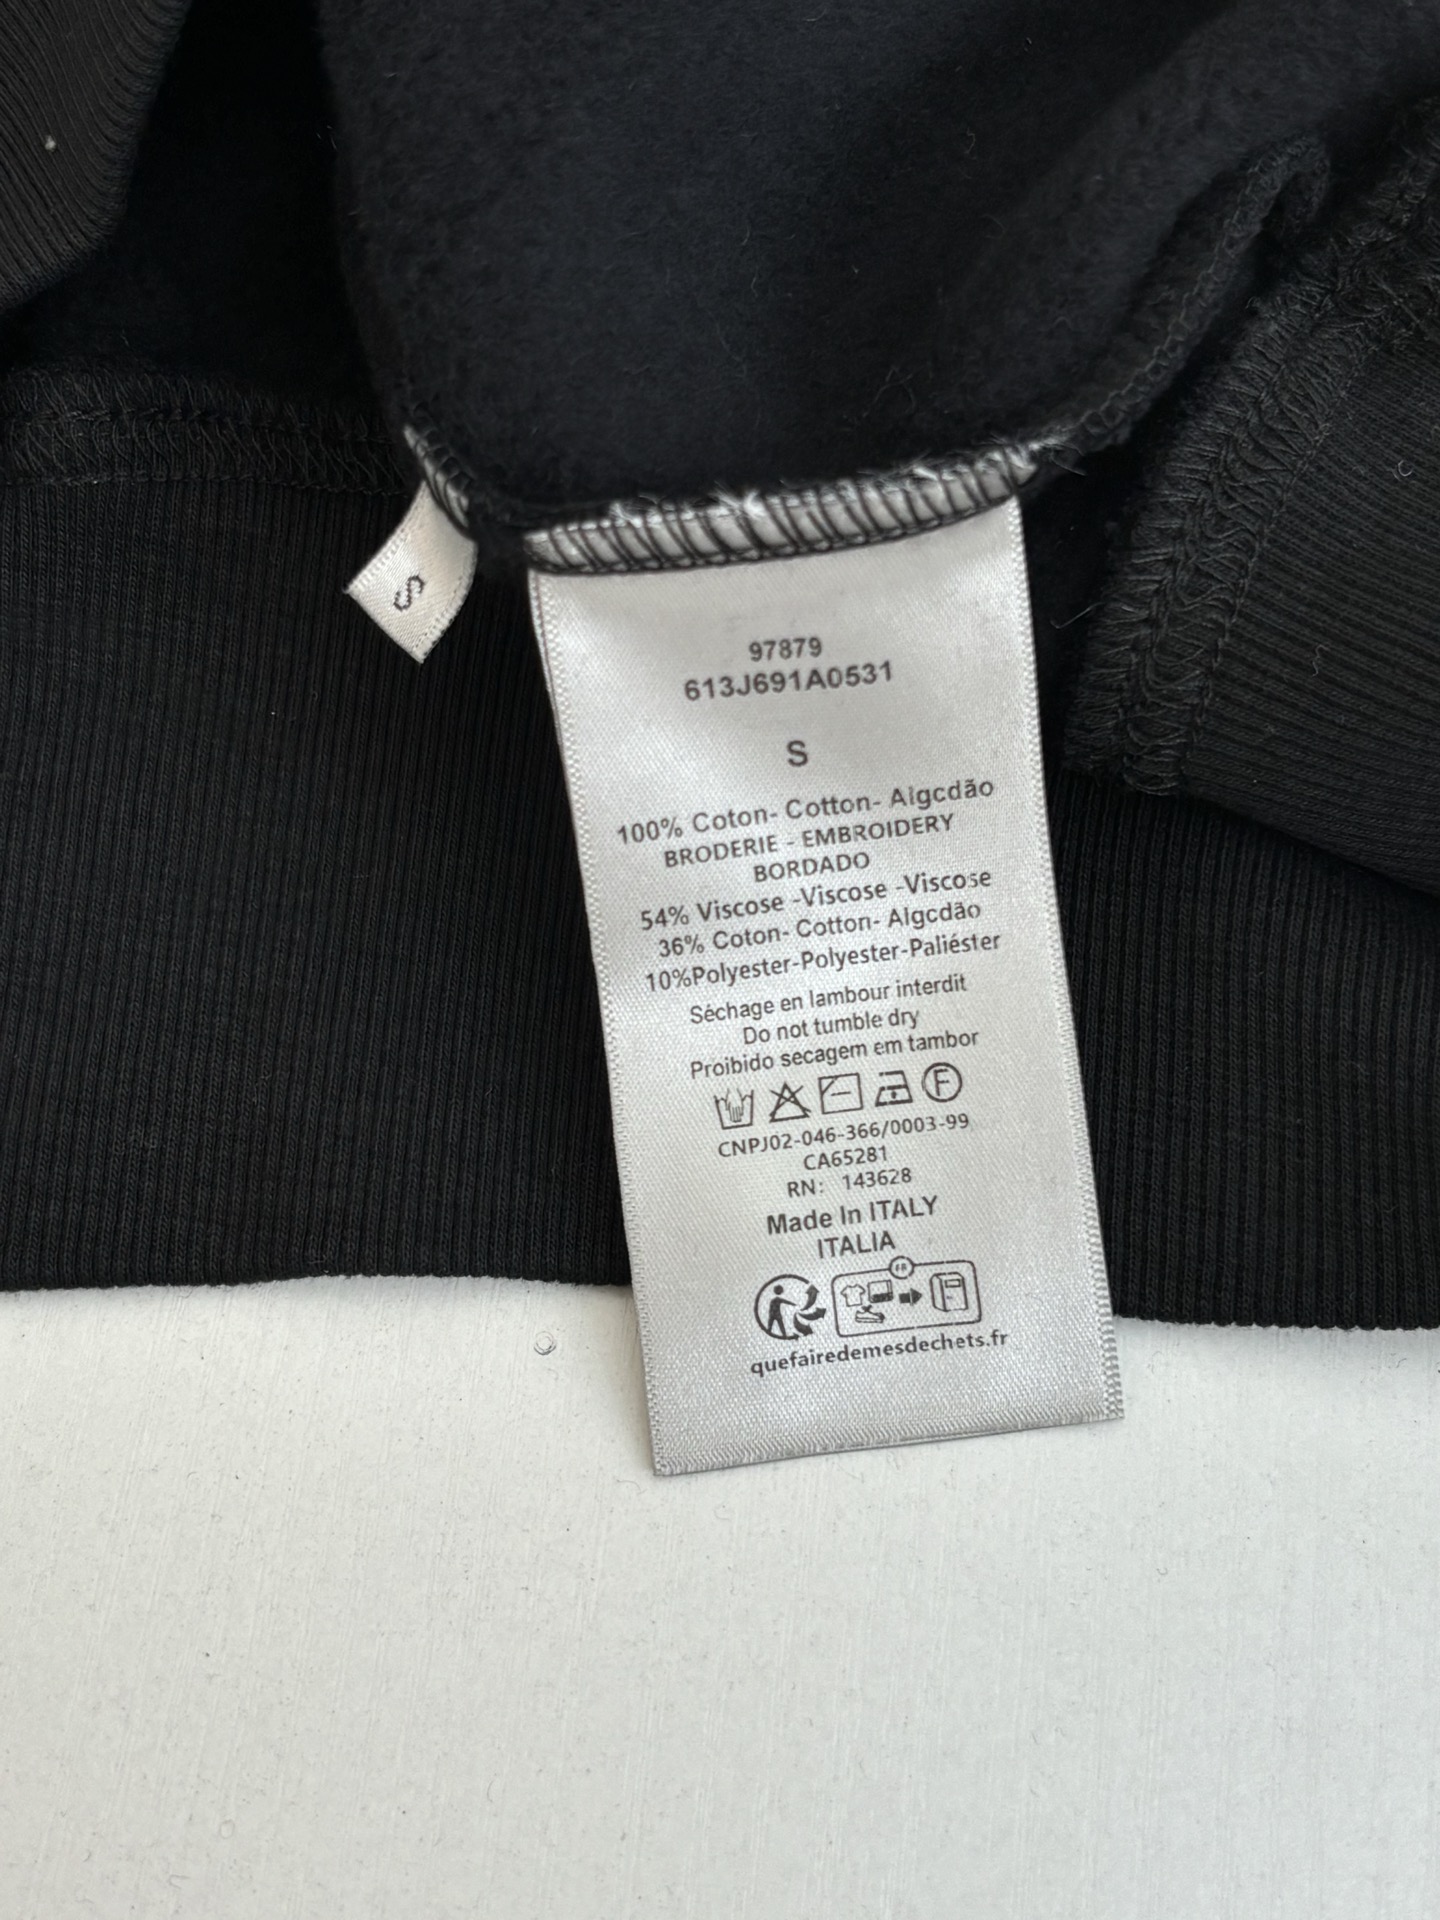 S
97879
613J691A0531
S
100% Coton- Cotton- Algcdão
BRODERIE - EMBROIDERY
BORDADO
54% Viscose -Viscose -Viscose
36% Coton- Cotton- Algcdão
10%Polyester-Polyester-Paliéster
Séchage en lambour interdit
Do not tumble dry
Proibido secagem em tambor
F
CNPJ02-046-366/0003-99
CA65281
RN: 143628
Made In ITALY
ITALIA
FR
quefairedemesdechets.fr